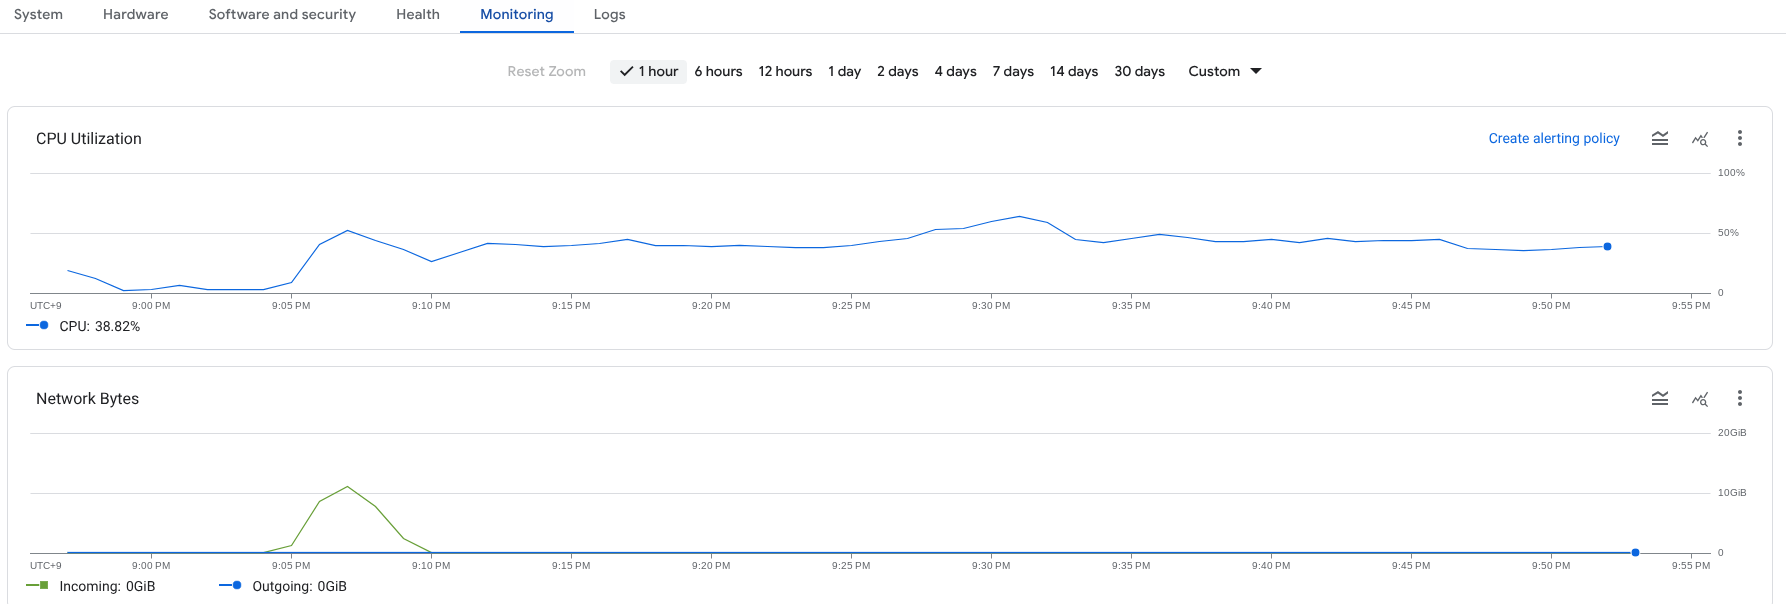 System Hardware Software and security Health Monitoring Logs
Reset Zoom 1 hour 6 hours 12 hours 1 day 2 days 4 days 7 days 14 days 30 days Custom
CPU Utilization Create alerting policy
100%
50%
0
UTC+9 9:00 PM 9:05 PM 9:10 PM 9:15 PM 9:20 PM 9:25 PM 9:30 PM 9:35 PM 9:40 PM 9:45 PM 9:50 PM 9:55 PM
CPU: 38.82%
Network Bytes
20GiB
10GiB
0
UTC+9 9:00 PM 9:05 PM 9:10 PM 9:15 PM 9:20 PM 9:25 PM 9:30 PM 9:35 PM 9:40 PM 9:45 PM 9:50 PM 9:55 PM
Incoming: 0GiB Outgoing: 0GiB